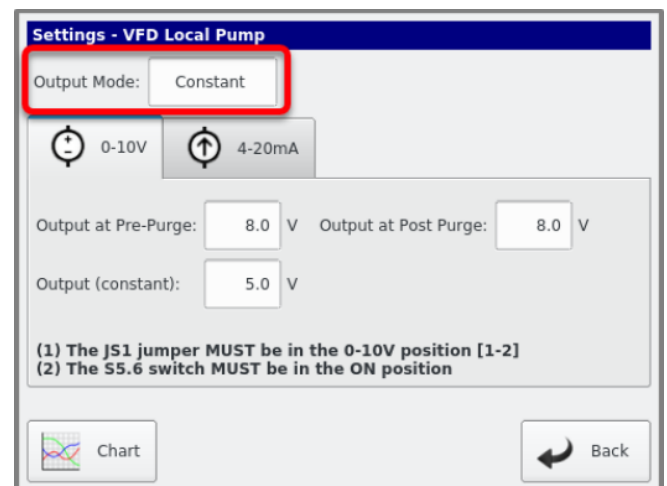 Settings - VFD Local Pump
Output Mode: Constant
0-10V 4-20mA
Output at Pre-Purge: 8.0 V Output at Post Purge: 8.0 V
Output (constant): 5.0 V
(1) The JS1 jumper MUST be in the 0-10V position [1-2]
(2) The S5.6 switch MUST be in the ON position
Chart Back